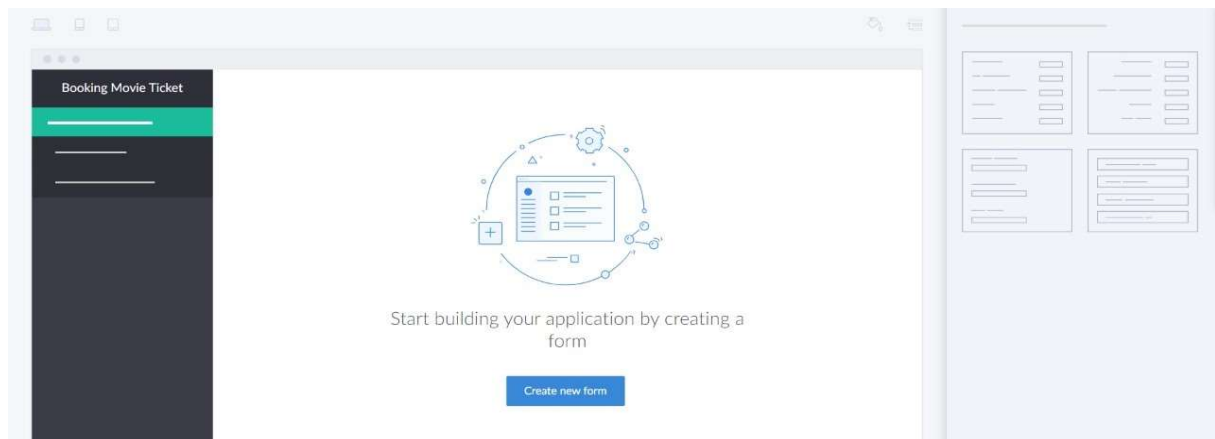 Booking Movie Ticket
Start building your application by creating a
form
Create new form